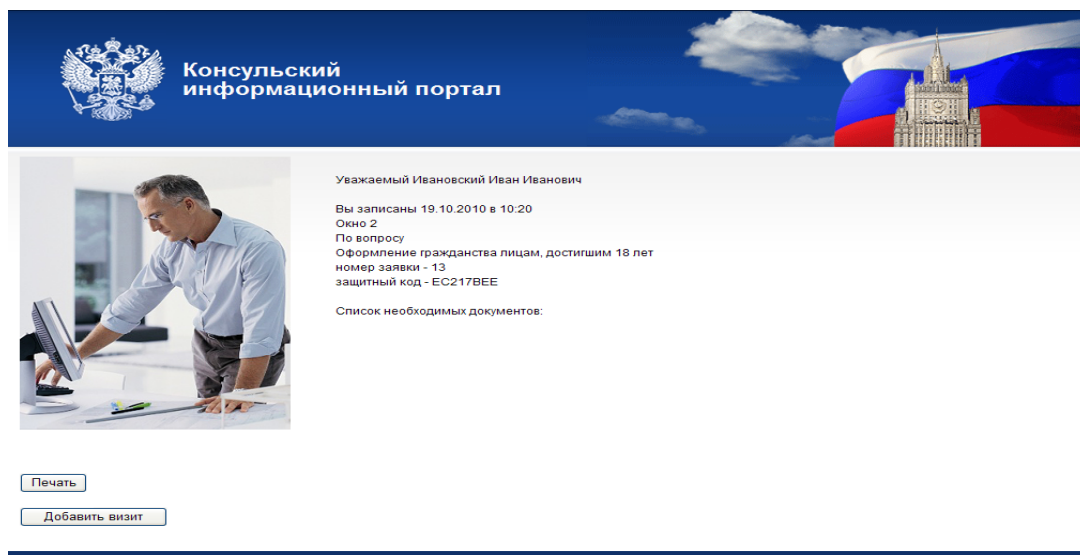 Консульский
информационный портал
Уважаемый Ивановский Иван Иванович
Вы записаны 19.10.2010 в 10:20
Окно 2
По вопросу
Оформление гражданства лицам, достигшим 18 лет
номер заявки - 13
защитный код - EC217BEE
Список необходимых документов:
Печать
Добавить визит